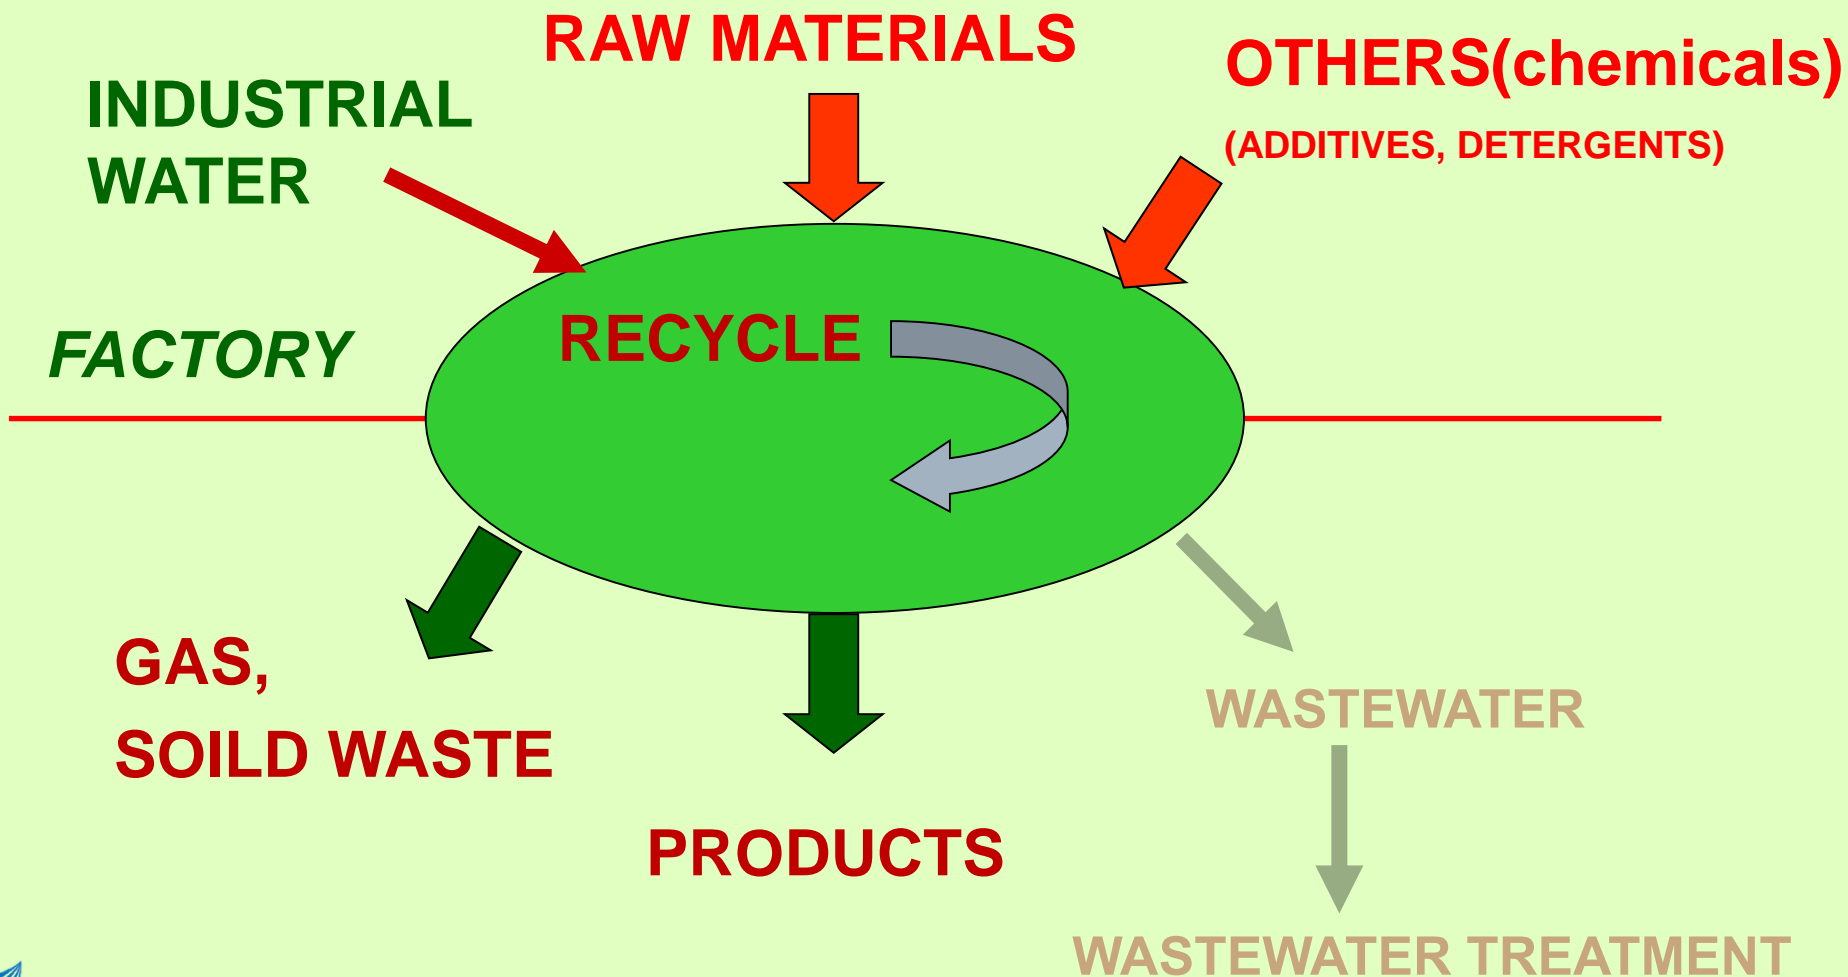 RAW MATERIALS
OTHERS(chemicals)
(ADDITIVES, DETERGENTS)
INDUSTRIAL
WATER
FACTORY
RECYCLE
GAS,
SOILD WASTE
PRODUCTS
WASTEWATER
WASTEWATER TREATMENT